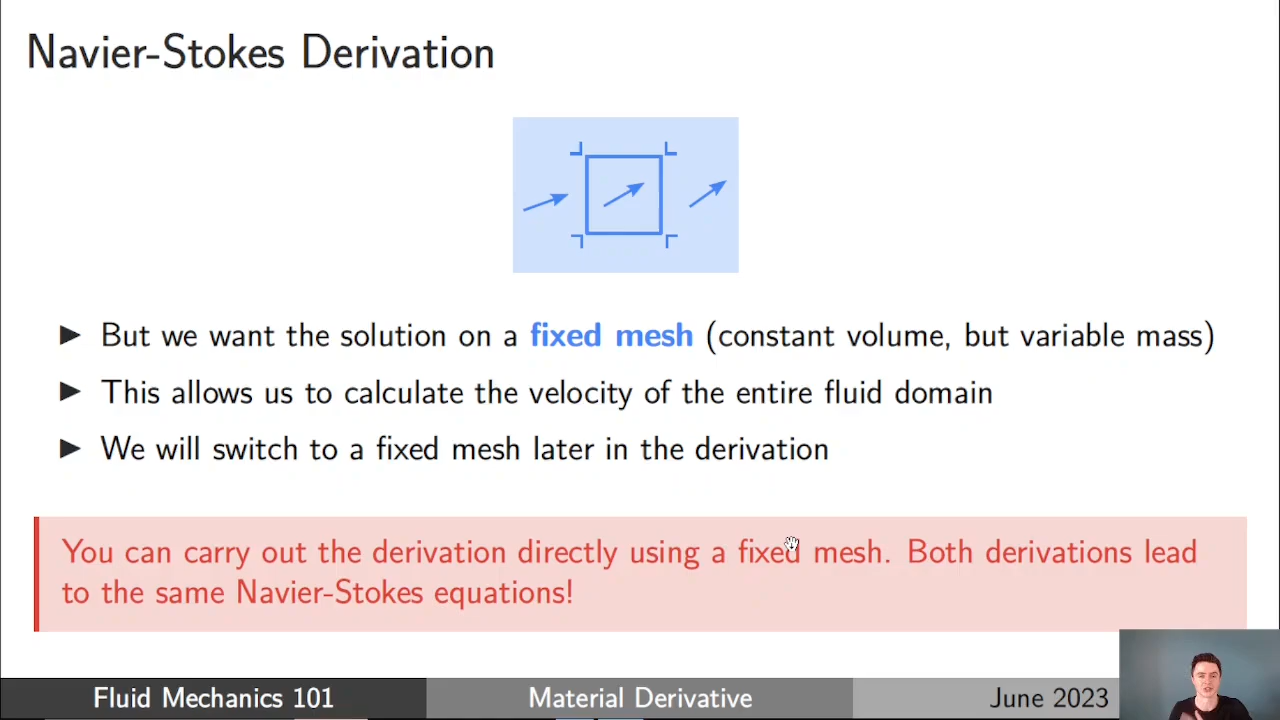 Navier-Stokes Derivation
▶ But we want the solution on a fixed mesh (constant volume, but variable mass)
▶ This allows us to calculate the velocity of the entire fluid domain
▶ We will switch to a fixed mesh later in the derivation
You can carry out the derivation directly using a fixed mesh. Both derivations lead
to the same Navier-Stokes equations!
Fluid Mechanics 101 Material Derivative June 2023